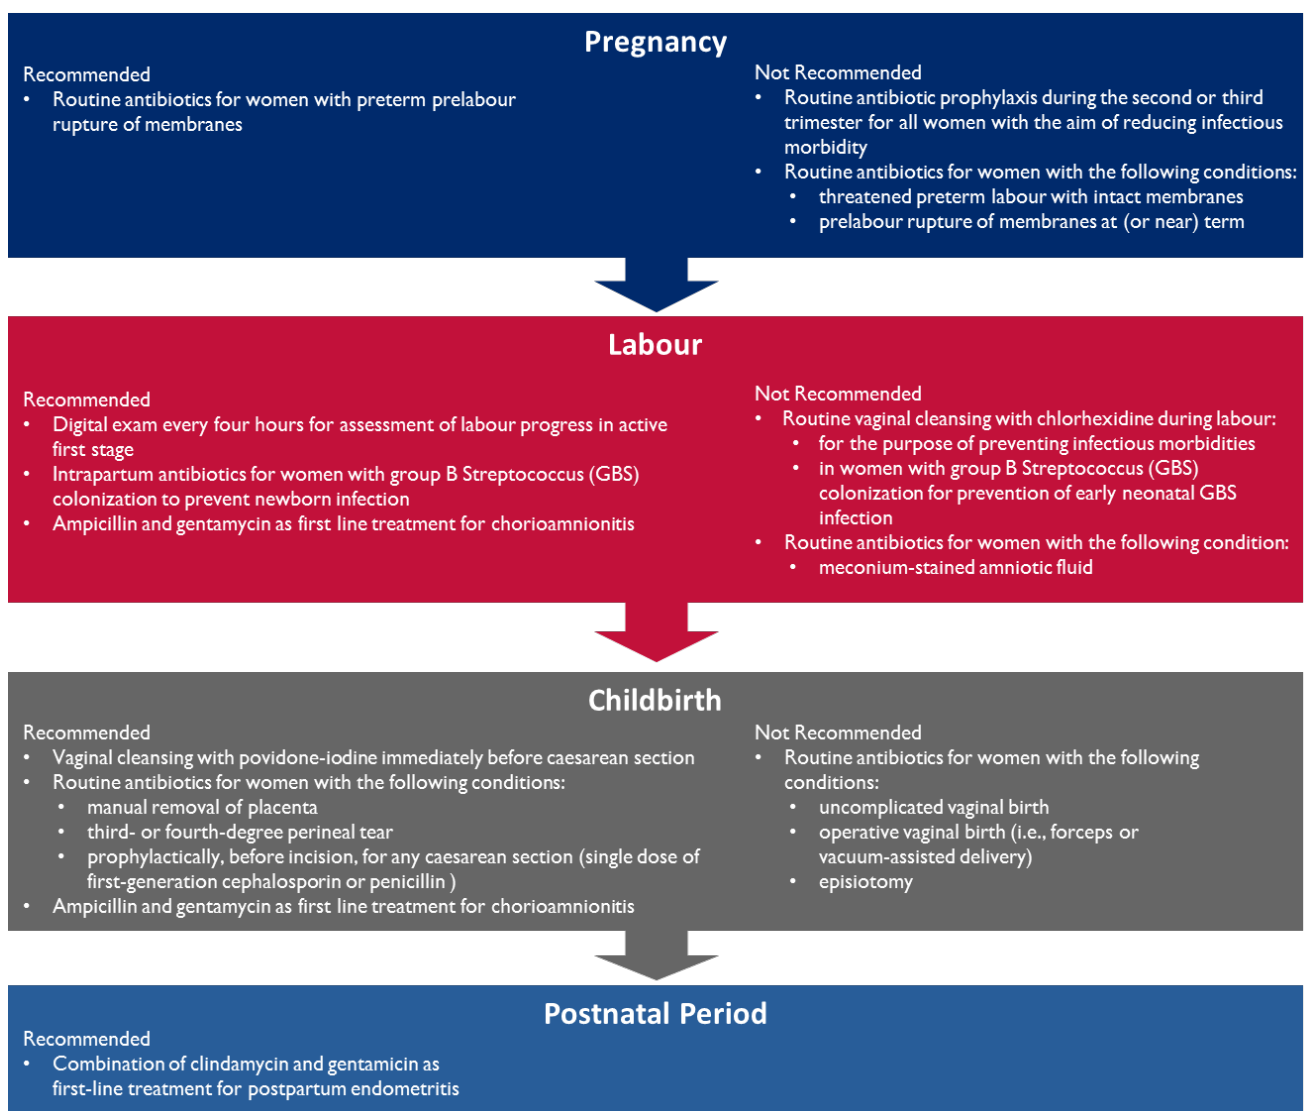 Pregnancy
Recommended
• Routine antibiotics for women with preterm prelabour
rupture of membranes
Not Recommended
• Routine antibiotic prophylaxis during the second or third
trimester for all women with the aim of reducing infectious
morbidity
• Routine antibiotics for women with the following conditions:
• threatened preterm labour with intact membranes
• prelabour rupture of membranes at (or near) term
Labour
Recommended
• Digital exam every four hours for assessment of labour progress in active
first stage
• Intrapartum antibiotics for women with group B Streptococcus (GBS)
colonization to prevent newborn infection
• Ampicillin and gentamycin as first line treatment for chorioamnionitis
Not Recommended
• Routine vaginal cleansing with chlorhexidine during labour:
• for the purpose of preventing infectious morbidities
• in women with group B Streptococcus (GBS)
colonization for prevention of early neonatal GBS
infection
• Routine antibiotics for women with the following condition:
• meconium-stained amniotic fluid
Childbirth
Recommended
• Vaginal cleansing with povidone-iodine immediately before caesarean section
• Routine antibiotics for women with the following conditions:
• manual removal of placenta
• third- or fourth-degree perineal tear
• prophylactically, before incision, for any caesarean section (single dose of
first-generation cephalosporin or penicillin )
• Ampicillin and gentamycin as first line treatment for chorioamnionitis
Not Recommended
• Routine antibiotics for women with the following
conditions:
• uncomplicated vaginal birth
• operative vaginal birth (i.e., forceps or
vacuum-assisted delivery)
• episiotomy
Postnatal Period
Recommended
• Combination of clindamycin and gentamicin as
first-line treatment for postpartum endometritis